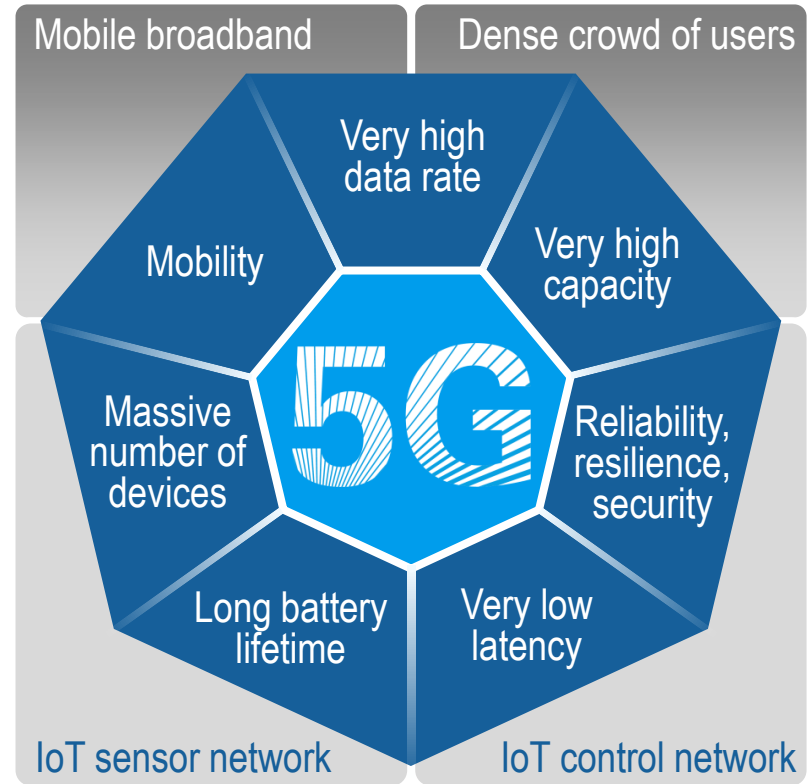 Mobile broadband
Dense crowd of users
Very high
data rate
Mobility
Very high
capacity
5G
Massive
number of
devices
Reliability,
resilience,
security
Long battery
lifetime
Very low
latency
IoT sensor network
IoT control network